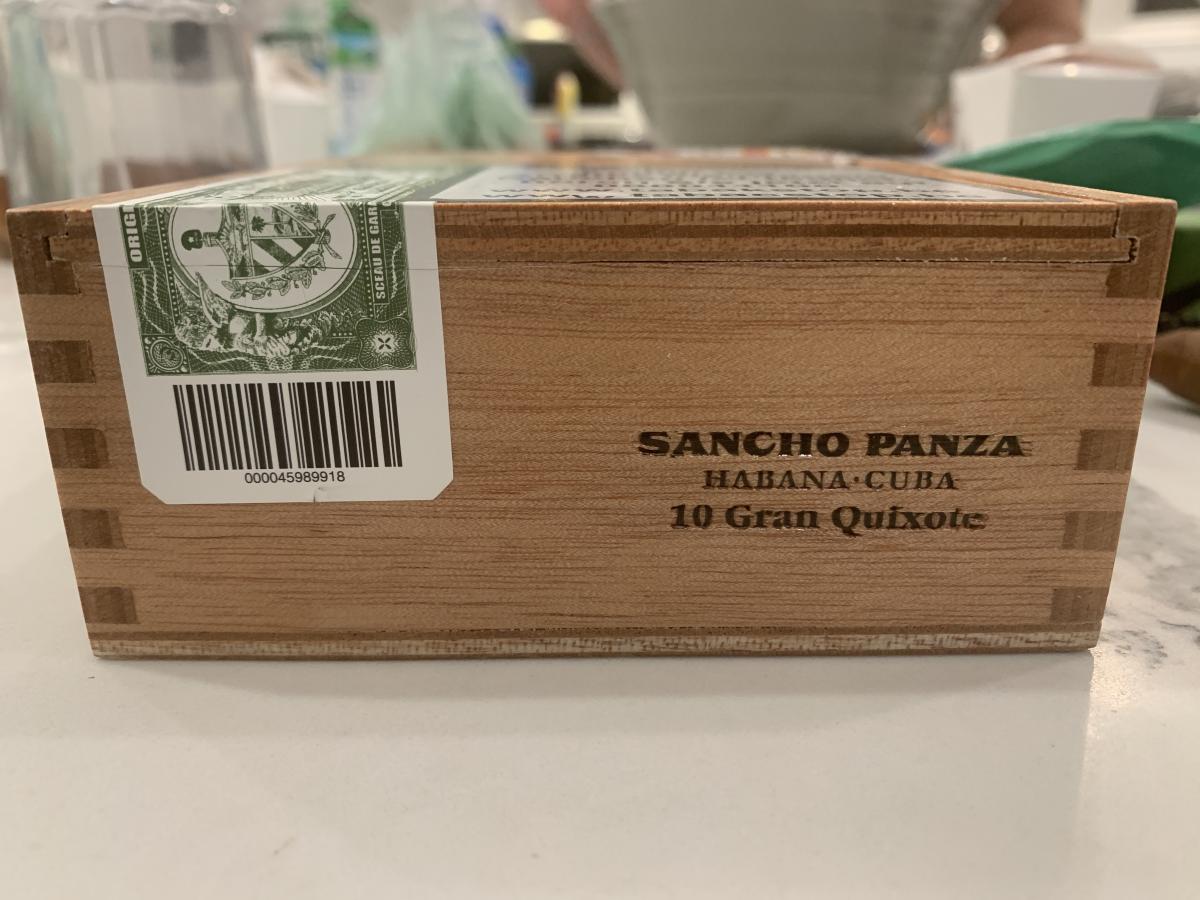 ORIG
SCEAU DE GAR
000045989918
SANCHO PANZA
HABANA·CUBA
10 Gran Quixote